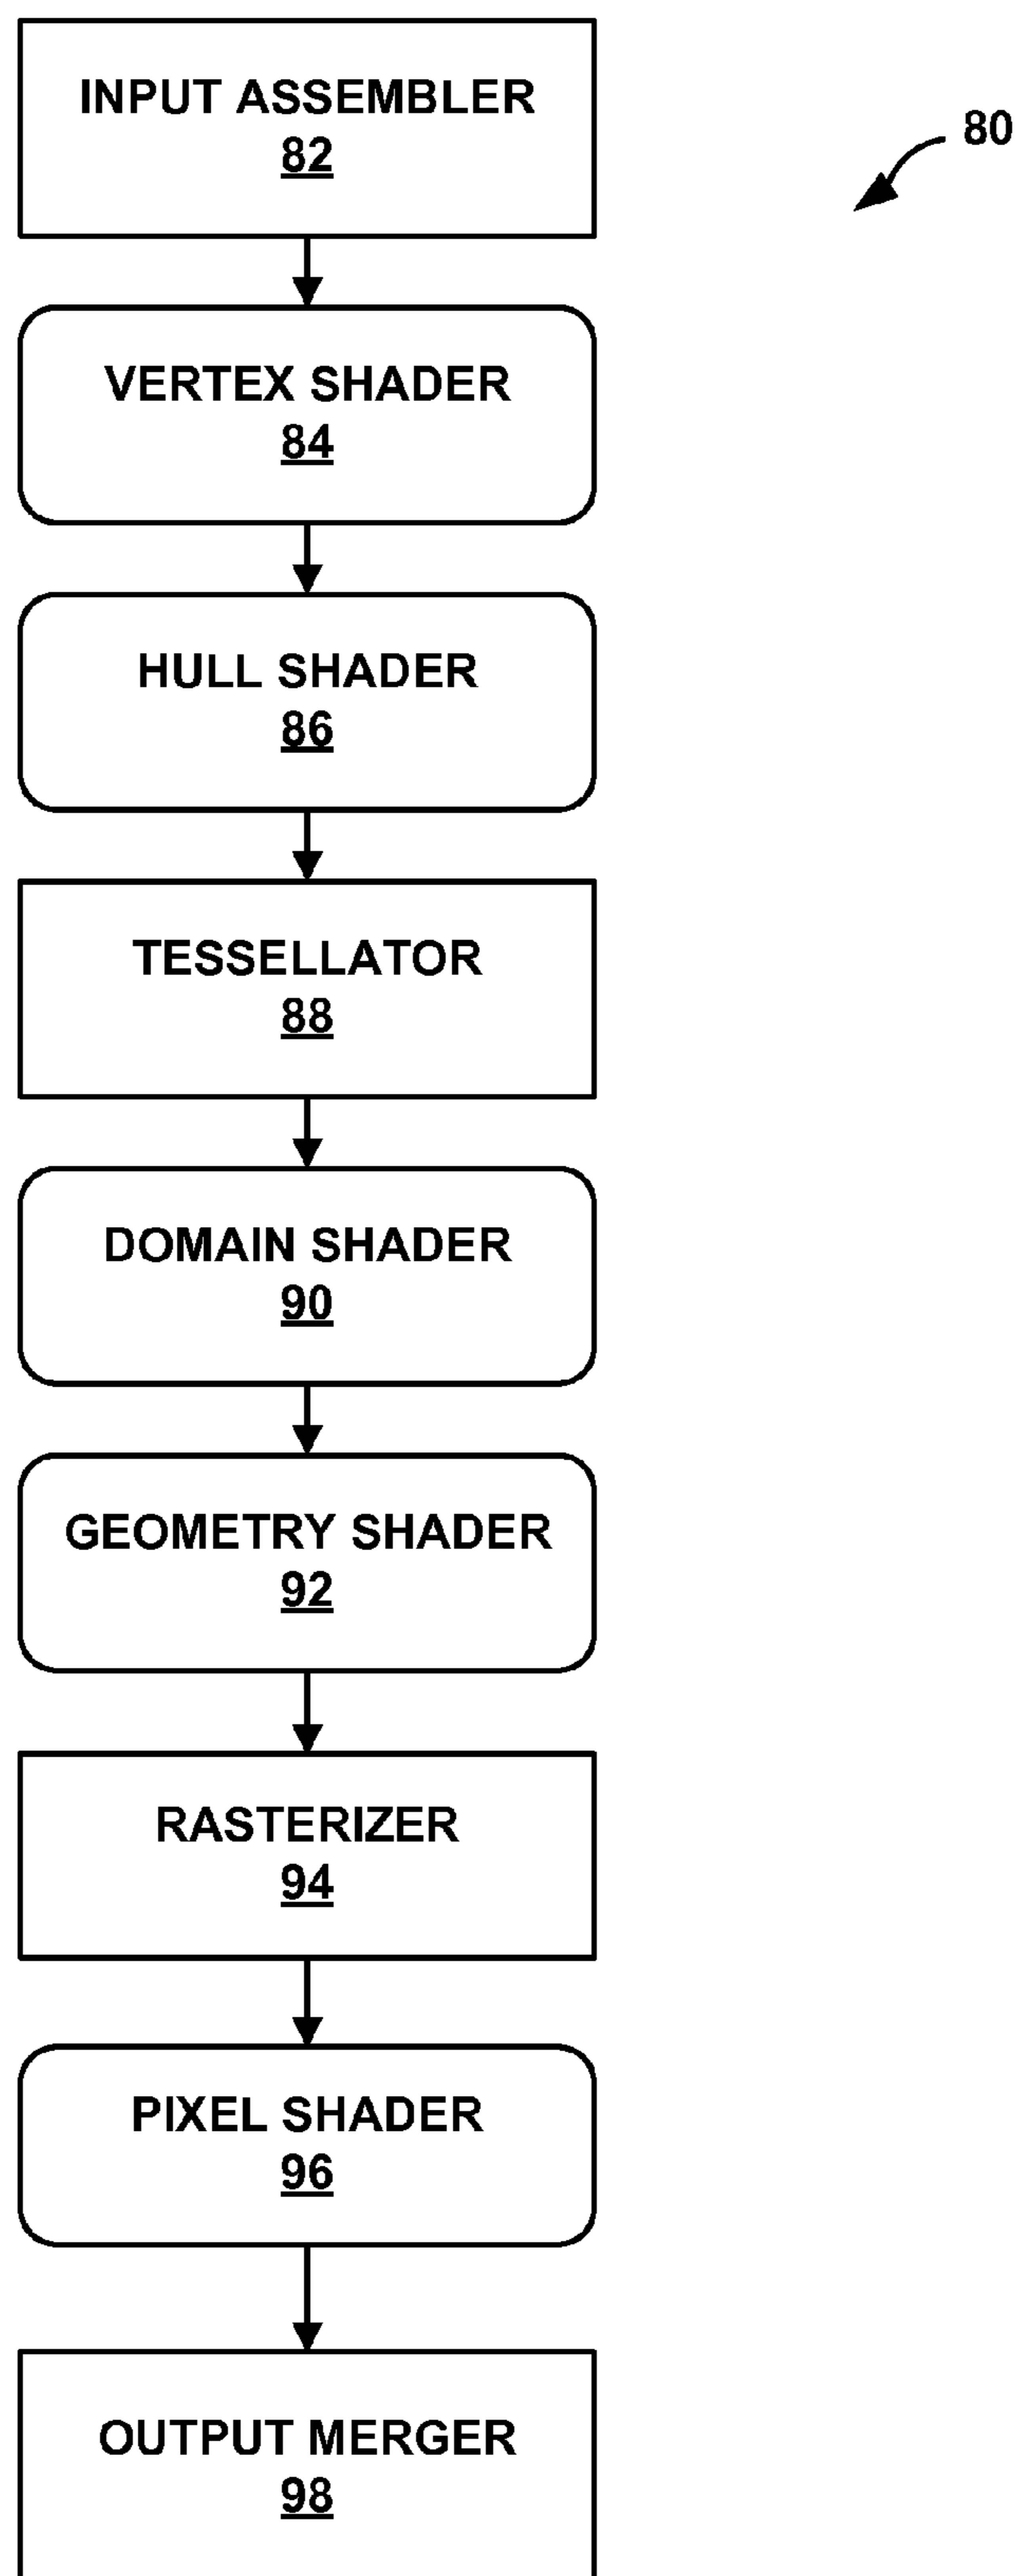 INPUT ASSEMBLER
82
80
VERTEX SHADER
84
HULL SHADER
86
TESSELLATOR
88
DOMAIN SHADER
90
GEOMETRY SHADER
92
RASTERIZER
94
PIXEL SHADER
96
OUTPUT MERGER
98